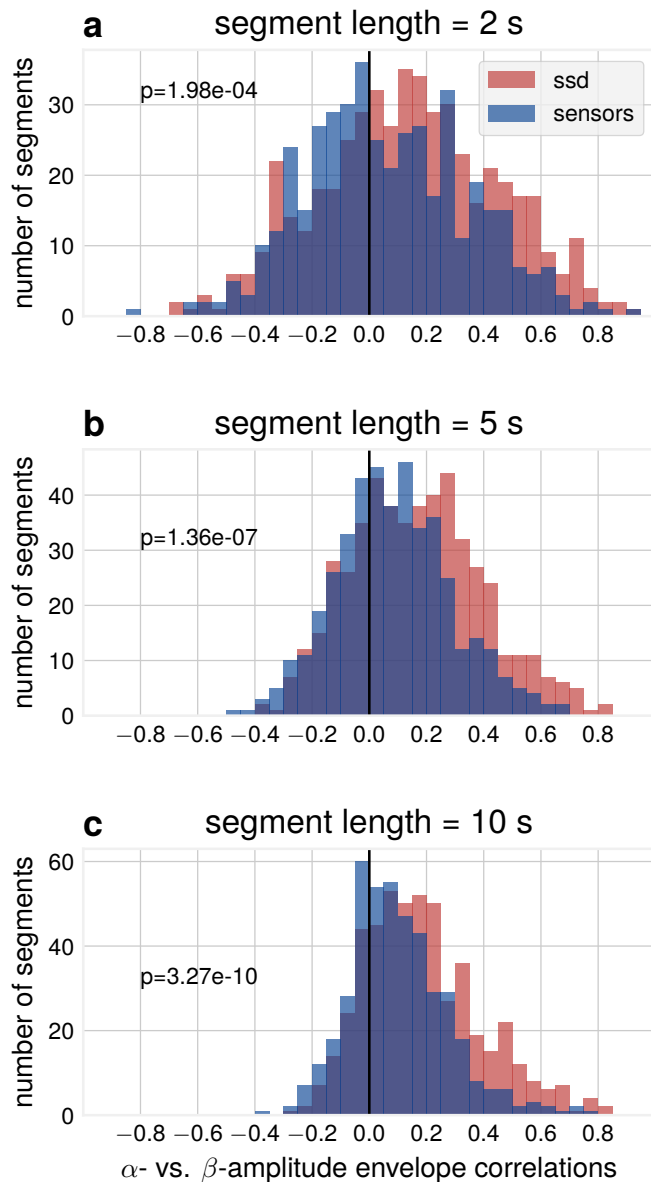 a segment length = 2 s
number of segments
30
20
10
0
p=1.98e-04
ssd
sensors
−0.8 −0.6 −0.4 −0.2 0.0 0.2 0.4 0.6 0.8
b segment length = 5 s
number of segments
40
30
20
10
0
p=1.36e-07
−0.8 −0.6 −0.4 −0.2 0.0 0.2 0.4 0.6 0.8
c segment length = 10 s
number of segments
60
40
20
0
p=3.27e-10
−0.8 −0.6 −0.4 −0.2 0.0 0.2 0.4 0.6 0.8
α- vs. β-amplitude envelope correlations